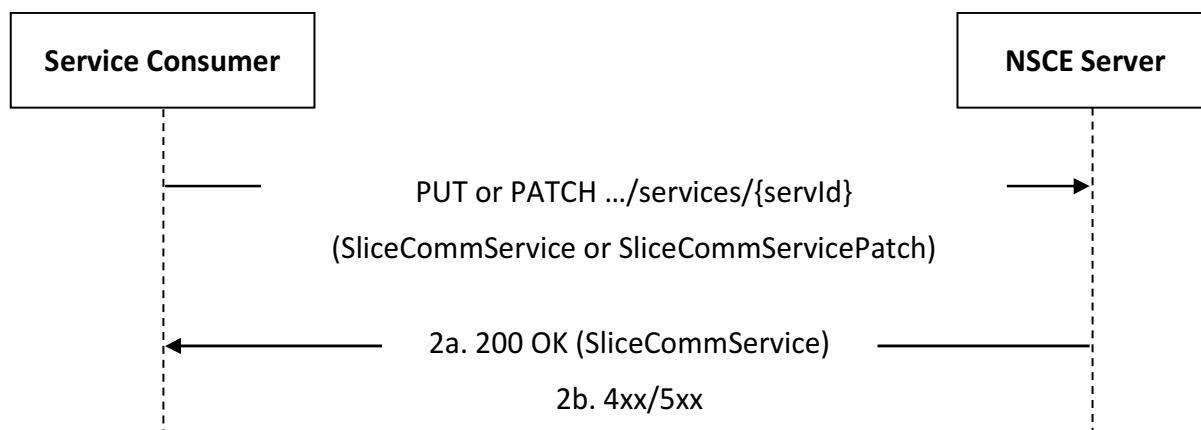 Service Consumer
NSCE Server
PUT or PATCH …/services/{servId}
(SliceCommService or SliceCommServicePatch)
2a. 200 OK (SliceCommService)
2b. 4xx/5xx